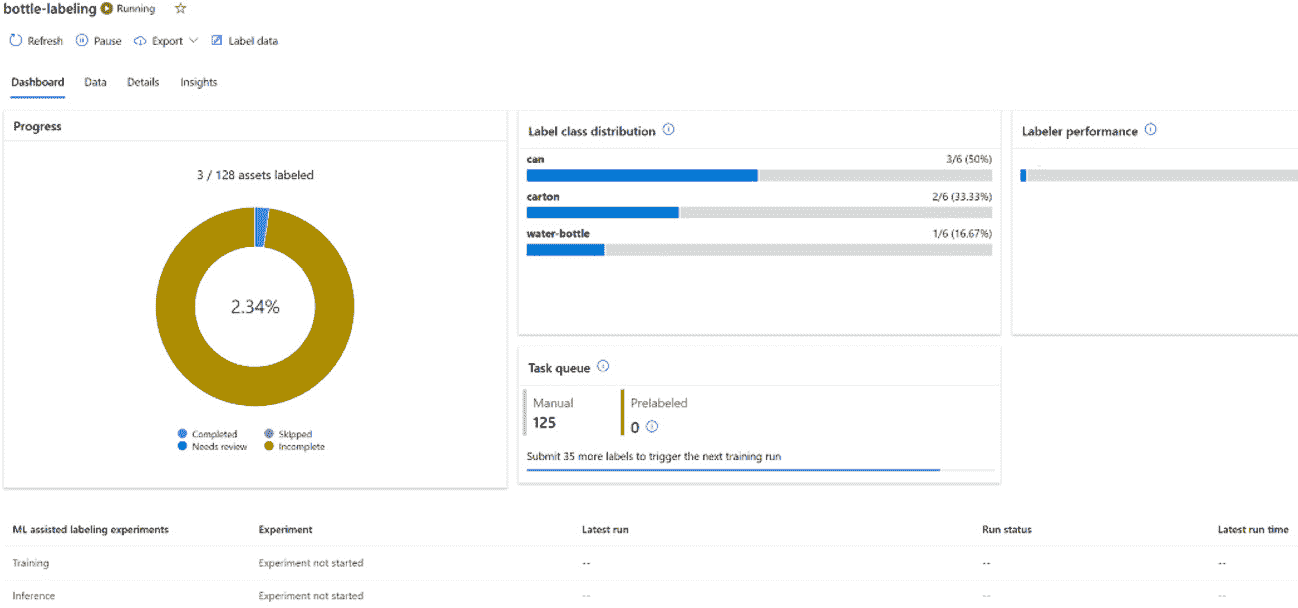 bottle-labeling Running
Refresh Pause Export Label data
Dashboard Data Details Insights
Progress
3 / 128 assets labeled
2.34%
Completed Skipped
Needs review Incomplete
Label class distribution
can 3/6 (50%)
carton 2/6 (33.33%)
water-bottle 1/6 (16.67%)
Labeler performance
Task queue
Manual Prelabeled
125 0
Submit 35 more labels to trigger the next training run
ML assisted labeling experiments Experiment Latest run Run status Latest run time
Training Experiment not started -- -- --
Inference Experiment not started -- -- --